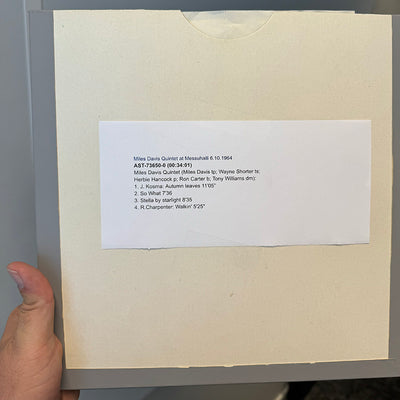 Miles Davis Quintet at Messuhalli 6.10.1964
AST-73650-0 (00:34:01)
Miles Davis Quintet (Miles Davis tp; Wayne Shorter ts;
Herbie Hancock p; Ron Carter b; Tony Williams dm):
1. J. Kosma: Autumn leaves 11'05"
2. So What 7'36
3. Stella by starlight 8'35
4. R.Charpenter: Walkin' 5'25"